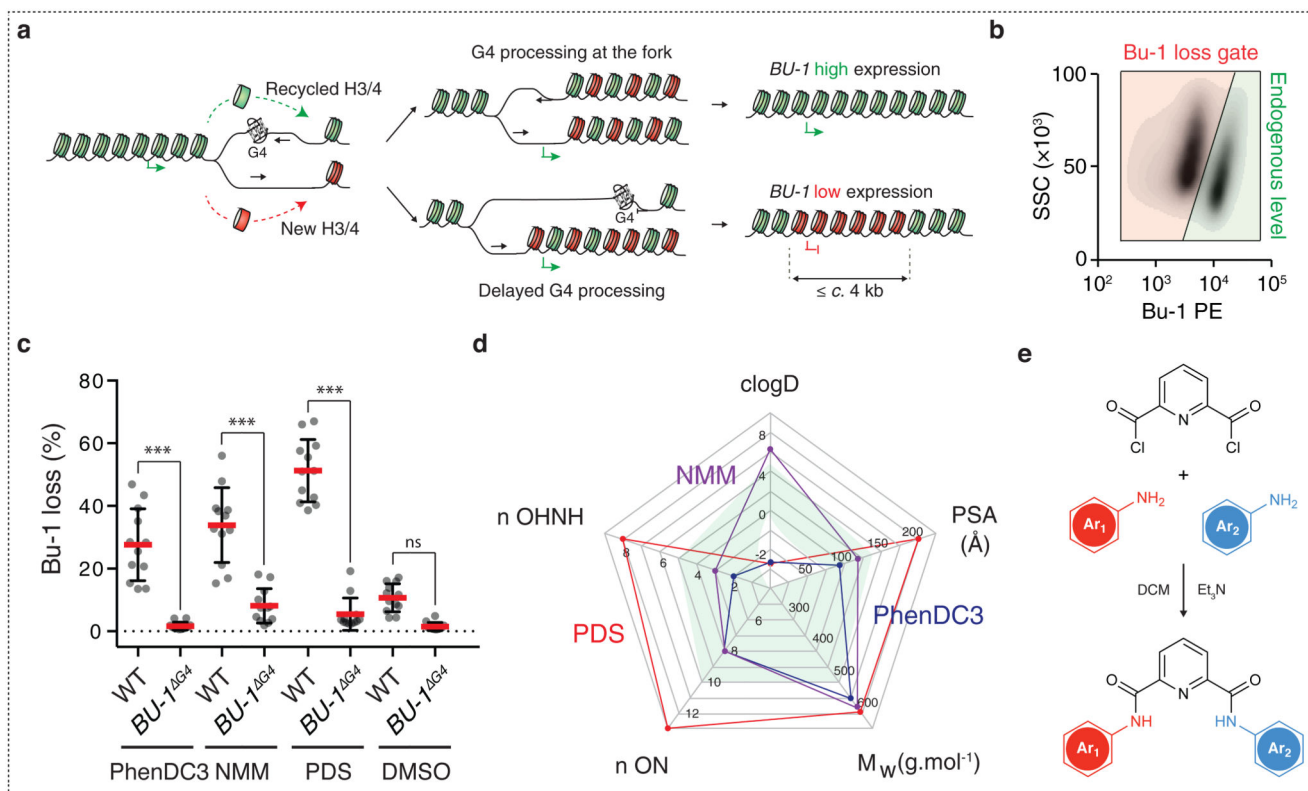 a
Recycled H3/4
G4
New H3/4
G4 processing at the fork
G4
Delayed G4 processing
BU-1 high expression
BU-1 low expression
≤ c. 4 kb
b
Bu-1 loss gate
Endogenous level
SSC (×10³)
100
50
0
10² 10³ 10⁴ 10⁵
Bu-1 PE
c
Bu-1 loss (%)
80
60
40
20
0
*** *** *** ns
WT BU-1ΔG4 WT BU-1ΔG4 WT BU-1ΔG4 WT BU-1ΔG4
PhenDC3 NMM PDS DMSO
d
clogD
8
4
0
-2
NMM
n OHNH
8 6 4 2
PSA
(Å)
200
150
100
50
PhenDC3
PDS
300
400
500
600
6
8
10
12
n ON
MW(g.mol⁻¹)
e
O N O
Cl Cl
+
Ar₁ NH₂ Ar₂ NH₂
DCM Et₃N
O N O
NH HN
Ar₁ Ar₂